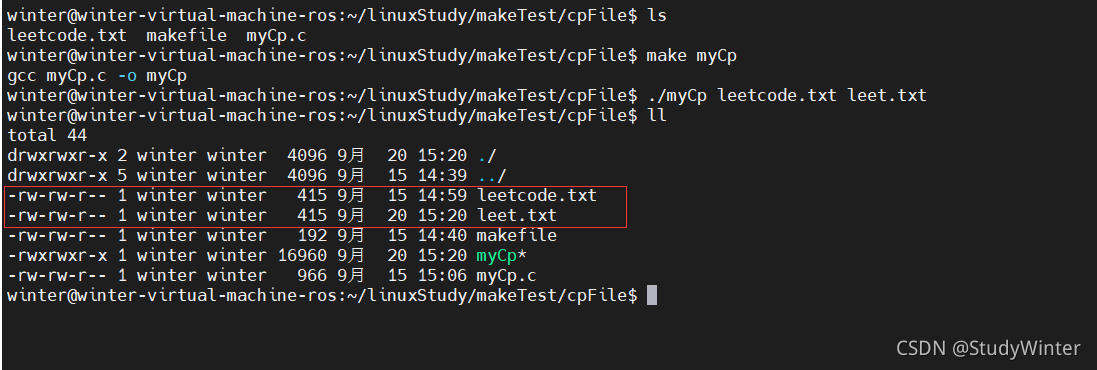 winter@winter-virtual-machine-ros:~/linuxStudy/makeTest/cpFile$ ls
leetcode.txt  makefile  myCp.c
winter@winter-virtual-machine-ros:~/linuxStudy/makeTest/cpFile$ make myCp
gcc myCp.c -o myCp
winter@winter-virtual-machine-ros:~/linuxStudy/makeTest/cpFile$ ./myCp leetcode.txt leet.txt
winter@winter-virtual-machine-ros:~/linuxStudy/makeTest/cpFile$ ll
total 44
drwxrwxr-x 2 winter winter  4096 9月  20 15:20 ./
drwxrwxr-x 5 winter winter  4096 9月  15 14:39 ../
-rw-rw-r-- 1 winter winter   415 9月  15 14:59 leetcode.txt
-rw-rw-r-- 1 winter winter   415 9月  20 15:20 leet.txt
-rw-rw-r-- 1 winter winter   192 9月  15 14:40 makefile
-rwxrwxr-x 1 winter winter 16960 9月  20 15:20 myCp*
-rw-rw-r-- 1 winter winter   966 9月  15 15:06 myCp.c
winter@winter-virtual-machine-ros:~/linuxStudy/makeTest/cpFile$
CSDN @StudyWinter